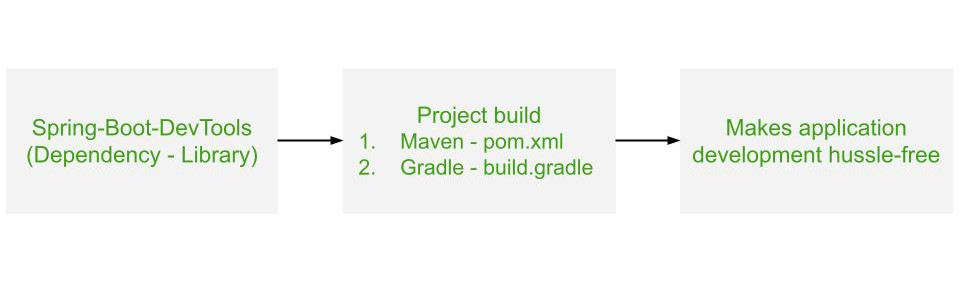 Spring-Boot-DevTools
(Dependency - Library)
Project build
1. Maven - pom.xml
2. Gradle - build.gradle
Makes application
development hussle-free